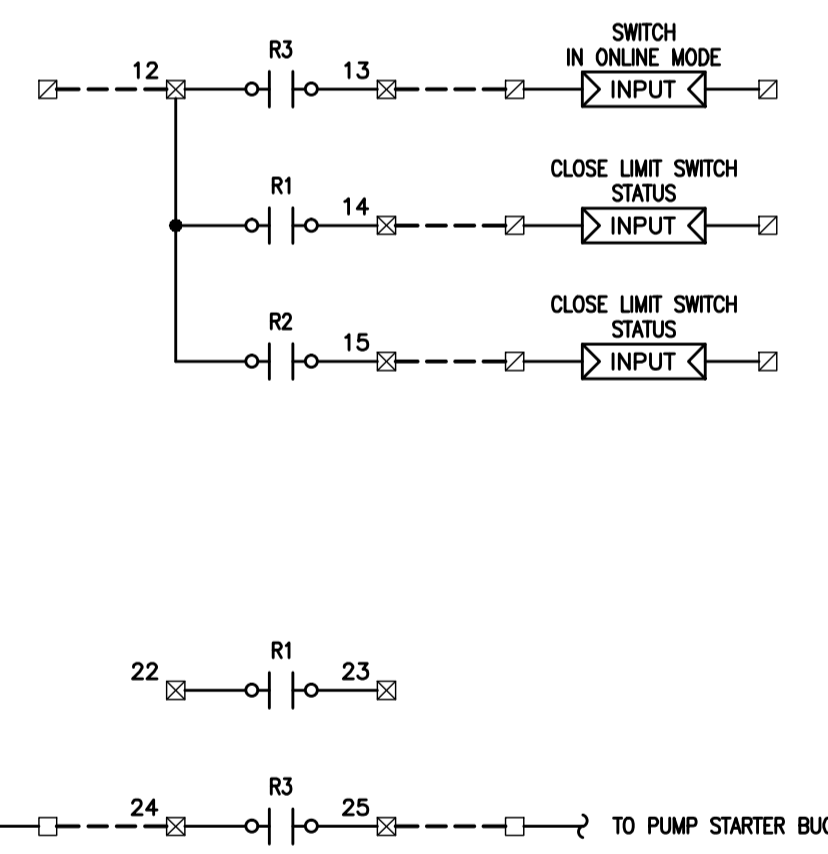 SWITCH
IN ONLINE MODE
12 R3 13 INPUT
CLOSE LIMIT SWITCH
STATUS
R1 14 INPUT
CLOSE LIMIT SWITCH
STATUS
R2 15 INPUT
22 R1 23
24 R3 25 TO PUMP STARTER